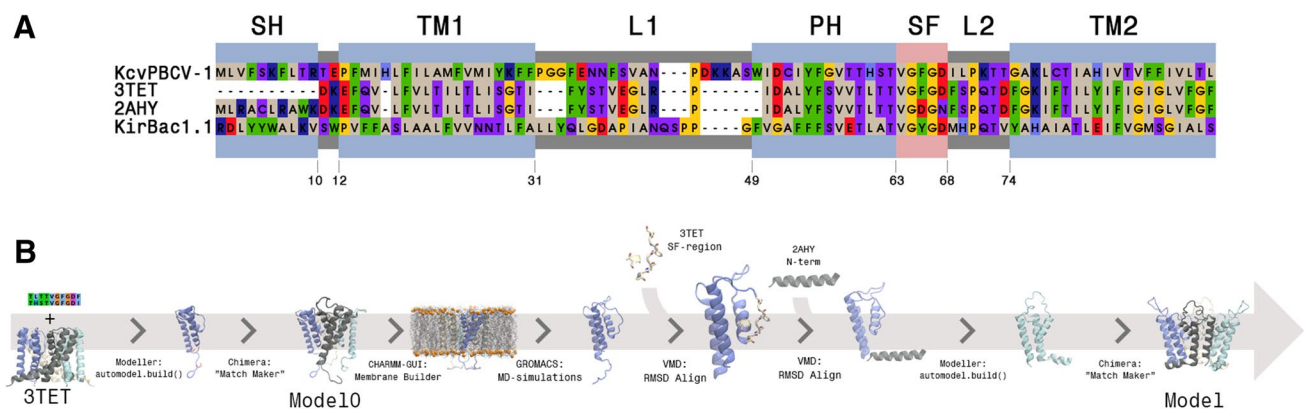 A
SH TM1 L1 PH SF L2 TM2
KcvPBCV-1 MLVFSKFLTRTEPFMIHLFILAMFVMIYKFFPGGFENNFSVAN---PDKKASWIDCIYFGVTTHSTVGFGDILPKTTGAKLCTIAHIVTVFFIVLTL
3TET ----------DKEFQV-LFVLTILTLISGTI---FYSTVEGLR---P------IDALYFSVVTLTTVGFGDFSPQTDFGKIFTILYIFIGIGLVFGF
2AHY MLRACLRAWKDKEFQV-LFVLTILTLISGTI---FYSTVEGLR---P------IDALYFSVVTLTTVGDGNFSPQTDFGKIFTILYIFIGIGLVFGF
KirBac1.1 RDLYYWALKVSWPVFFASLAALFVVNNTLFALLYQLGDAPIANQSPP----GFVGAFFFSVETLATVGYGDMHPQTVYAHAIATLEIFVGMSGIALS
10 12 31 49 63 68 74
B
TLTTVGFGDF
THSTVGFGDI
+
3TET
Modeller:
automodel.build()
Chimera:
"Match Maker"
Model0
CHARMM-GUI:
Membrane Builder
GROMACS:
MD-simulations
3TET
SF-region
VMD:
RMSD Align
2AHY
N-term
VMD:
RMSD Align
Modeller:
automodel.build()
Chimera:
"Match Maker"
Model